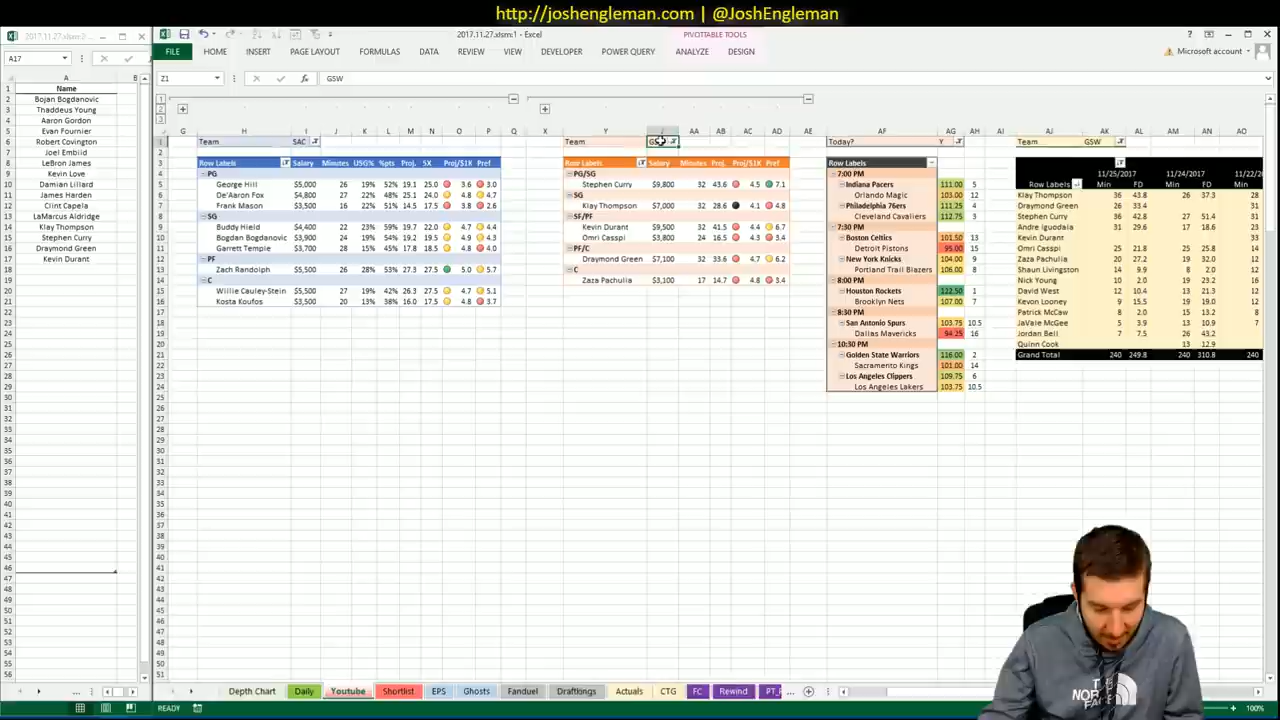 http://joshengleman.com | @JoshEngleman
2017.11.27.xlsm:2 - E...
2017.11.27.xlsm:1 - Excel
PIVOTTABLE TOOLS
FILE HOME INSERT PAGE LAYOUT FORMULAS DATA REVIEW VIEW DEVELOPER POWER QUERY ANALYZE DESIGN Microsoft account
A17
Z1 GSW
Name
Bojan Bogdanovic
Thaddeus Young
Aaron Gordon
Evan Fournier
Robert Covington
Joel Embiid
LeBron James
Kevin Love
Damian Lillard
LaMarcus Aldridge
James Harden
Clint Capela
Klay Thompson
Stephen Curry
Draymond Green
Kevin Durant
Team SAC
Row Labels Salary Minutes USG% %pts Proj. 5X Proj/$1K Pref
PG
George Hill $5,000 26 19% 52% 19.1 25.0 3.6 3.0
De'Aaron Fox $4,800 27 22% 48% 25.1 24.0 4.8 4.7
Frank Mason $3,500 16 22% 51% 14.5 17.5 3.8 2.6
SG
Buddy Hield $4,400 22 23% 59% 19.7 22.0 4.7 4.4
Bogdan Bogdanovic $3,900 24 19% 54% 19.2 19.5 4.9 4.3
Garrett Temple $3,700 28 15% 45% 17.8 18.5 4.8 4.0
PF
Zach Randolph $5,500 26 28% 53% 27.3 27.5 5.0 5.7
C
Willie Cauley-Stein $5,500 27 19% 42% 26.3 27.5 4.7 5.1
Kosta Koufos $3,500 20 13% 38% 16.0 17.5 4.8 3.7
Team
Row Labels Salary Minutes Proj. Proj/$1K Pref
PG/SG
Stephen Curry $9,800 32 43.6 4.5 7.1
SG
Klay Thompson $7,000 32 28.6 4.1 4.8
SF/PF
Kevin Durant $9,500 32 41.5 4.4 6.7
Omri Casspi $3,800 24 16.5 4.3 3.4
PF/C
Draymond Green $7,100 32 33.6 4.7 6.2
C
Zaza Pachulia $3,100 17 14.7 4.8 3.4
Today? Y
Row Labels
7:00 PM
Indiana Pacers 111.00 5
Orlando Magic 103.00 12
Philadelphia 76ers 111.25 4
Cleveland Cavaliers 112.75 3
7:30 PM
Boston Celtics 101.50 13
Detroit Pistons 95.00 15
New York Knicks 104.00 9
Portland Trail Blazers 106.00 8
8:00 PM
Houston Rockets 122.50 1
Brooklyn Nets 107.00 7
8:30 PM
San Antonio Spurs 103.75 10.5
Dallas Mavericks 94.25 16
10:30 PM
Golden State Warriors 116.00 2
Sacramento Kings 101.00 14
Los Angeles Clippers 109.75 6
Los Angeles Lakers 103.75 10.5
Team GSW
11/25/2017 11/24/2017 11/22/20
Row Labels Min FD Min FD Min
Klay Thompson 36 43.8 26 37.3 28
Draymond Green 26 33.4 31
Stephen Curry 36 42.8 27 51.4 31
Andre Iguodala 31 29.6 17 18.6 23
Kevin Durant
Omri Casspi 25 21.8 25 25.8 14
Zaza Pachulia 20 27.2 13 9.9 9
Shaun Livingston 14 9.9 2.0
Nick Young 10 2.0 23 14.2
David West 12 10.4 13 21.3 12
Kevon Looney 9 15.5 19 19.0 12
Patrick McCaw 8 2.0 15 13.2
JaVale McGee 5 3.9 13 10.9 7
Jordan Bell 7 7.5 26 43.2
Quinn Cook 13 12.9
Grand Total 240 249.8 240 310.8 240
Depth Chart Daily Youtube Shortlist EPS Ghosts Fanduel Draftkings Actuals CTG FC Rewind
READY 100%
THE
NORTH
FACE